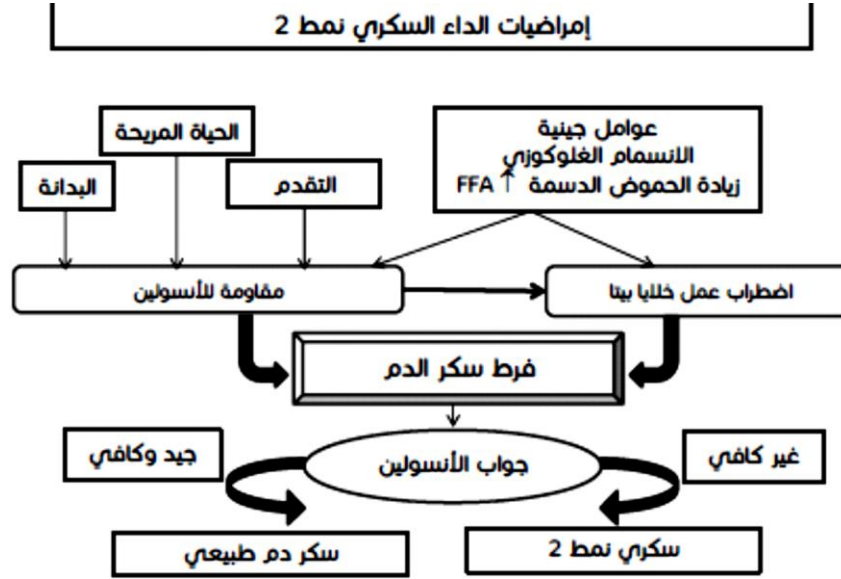 إمراضيات الداء السكري نمط 2
عوامل جينية
الانسمام الغلوكوزي
زيادة الحموض الدسمة ↑ FFA
الحياة المريحة
التقدم
البدانة
اضطراب عمل خلايا بيتا
مقاومة للأنسولين
فرط سكر الدم
غير كافي
جواب الأنسولين
جيد وكافي
سكري نمط 2
سكر دم طبيعي